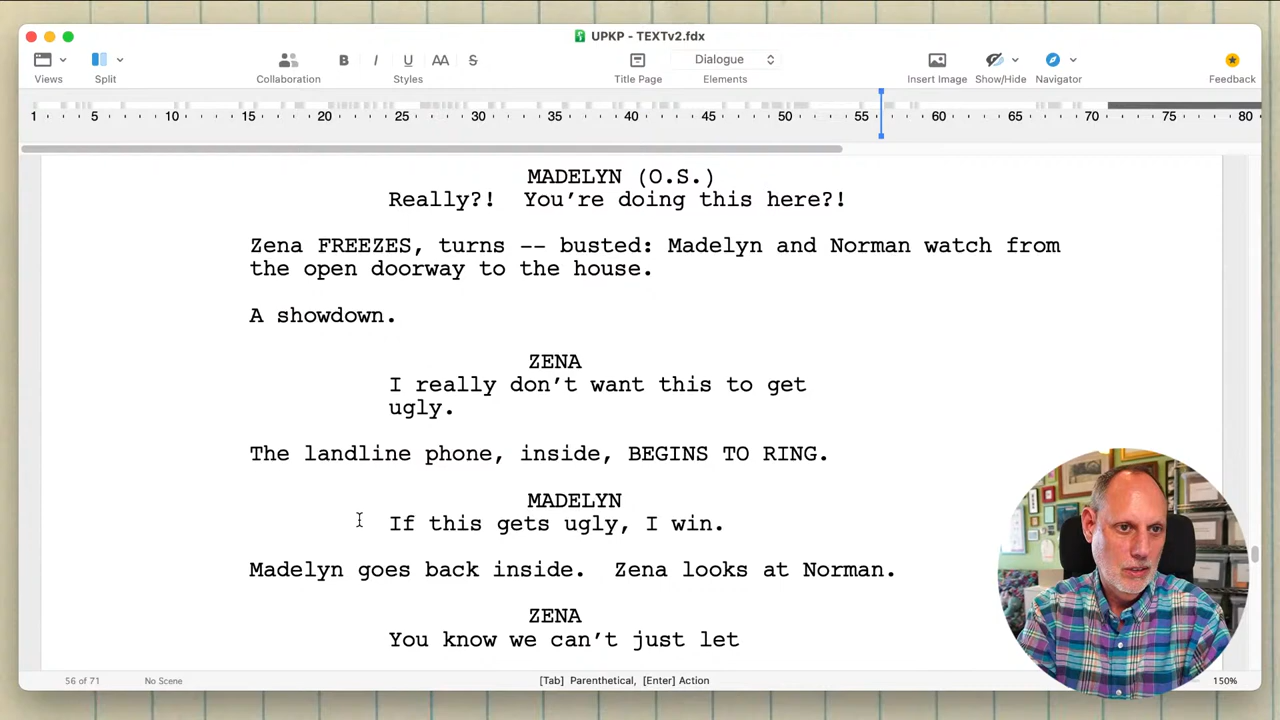 UPKP - TEXTv2.fdx
B I U AA S Dialogue
Views Split Collaboration Styles Title Page Elements Insert Image Show/Hide Navigator Feedback
1 5 10 15 20 25 30 35 40 45 50 55 60 65 70 75 80
MADELYN (O.S.)
Really?!  You're doing this here?!
Zena FREEZES, turns -- busted: Madelyn and Norman watch from
the open doorway to the house.
A showdown.
ZENA
I really don't want this to get
ugly.
The landline phone, inside, BEGINS TO RING.
MADELYN
If this gets ugly, I win.
Madelyn goes back inside.  Zena looks at Norman.
ZENA
You know we can't just let
56 of 71 No Scene [Tab] Parenthetical, [Enter] Action 150%